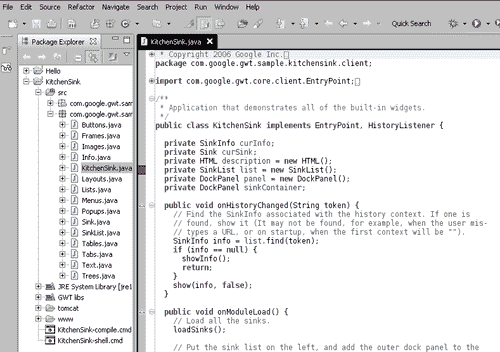 File Edit Source Refactor Navigate Search Project Run Window Help
Quick Search
Package Explorer
Hello
KitchenSink
src
com.google.gwt.sam
com.google.gwt.sam
Buttons.java
Frames.java
Images.java
Info.java
KitchenSink.java
Layouts.java
Lists.java
Menus.java
Popups.java
Sink.java
SinkList.java
Tables.java
Tabs.java
Text.java
Trees.java
JRE System Library [jre1
GWT libs
tomcat
www
KitchenSink-compile.cmd
KitchenSink-shell.cmd
KitchenSink.java
* Copyright 2006 Google Inc.
package com.google.gwt.sample.kitchensink.client;
import com.google.gwt.core.client.EntryPoint;
/**
* Application that demonstrates all of the built-in widgets.
*/
public class KitchenSink implements EntryPoint, HistoryListener {
private SinkInfo curInfo;
private Sink curSink;
private HTML description = new HTML();
private SinkList list = new SinkList();
private DockPanel panel = new DockPanel();
private DockPanel sinkContainer;
public void onHistoryChanged(String token) {
// Find the SinkInfo associated with the history context. If one is
// found, show it (It may not be found, for example, when the user mis-
// types a URL, or on startup, when the first context will be "").
SinkInfo info = list.find(token);
if (info == null) {
showInfo();
return;
}
show(info, false);
}
public void onModuleLoad() {
// Load all the sinks.
loadSinks();
// Put the sink list on the left, and add the outer dock panel to the